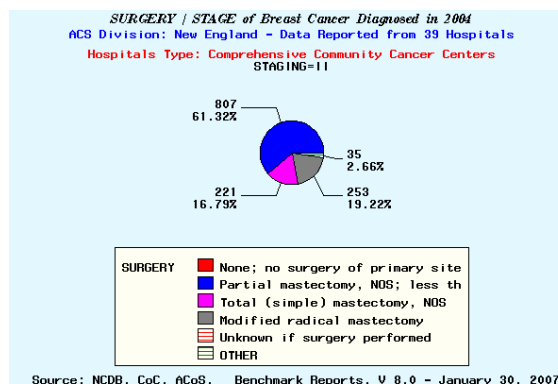 SURGERY / STAGE of Breast Cancer Diagnosed in 2004
ACS Division: New England - Data Reported from 39 Hospitals
Hospitals Type: Comprehensive Community Cancer Centers
STAGING=II
807
61.32%
35
2.66%
221
16.79%
253
19.22%
SURGERY
None; no surgery of primary site
Partial mastectomy, NOS; less th
Total (simple) mastectomy, NOS
Modified radical mastectomy
Unknown if surgery performed
OTHER
Source: NCDB, CoC, ACoS. Benchmark Reports, V 8.0 - January 30, 2007